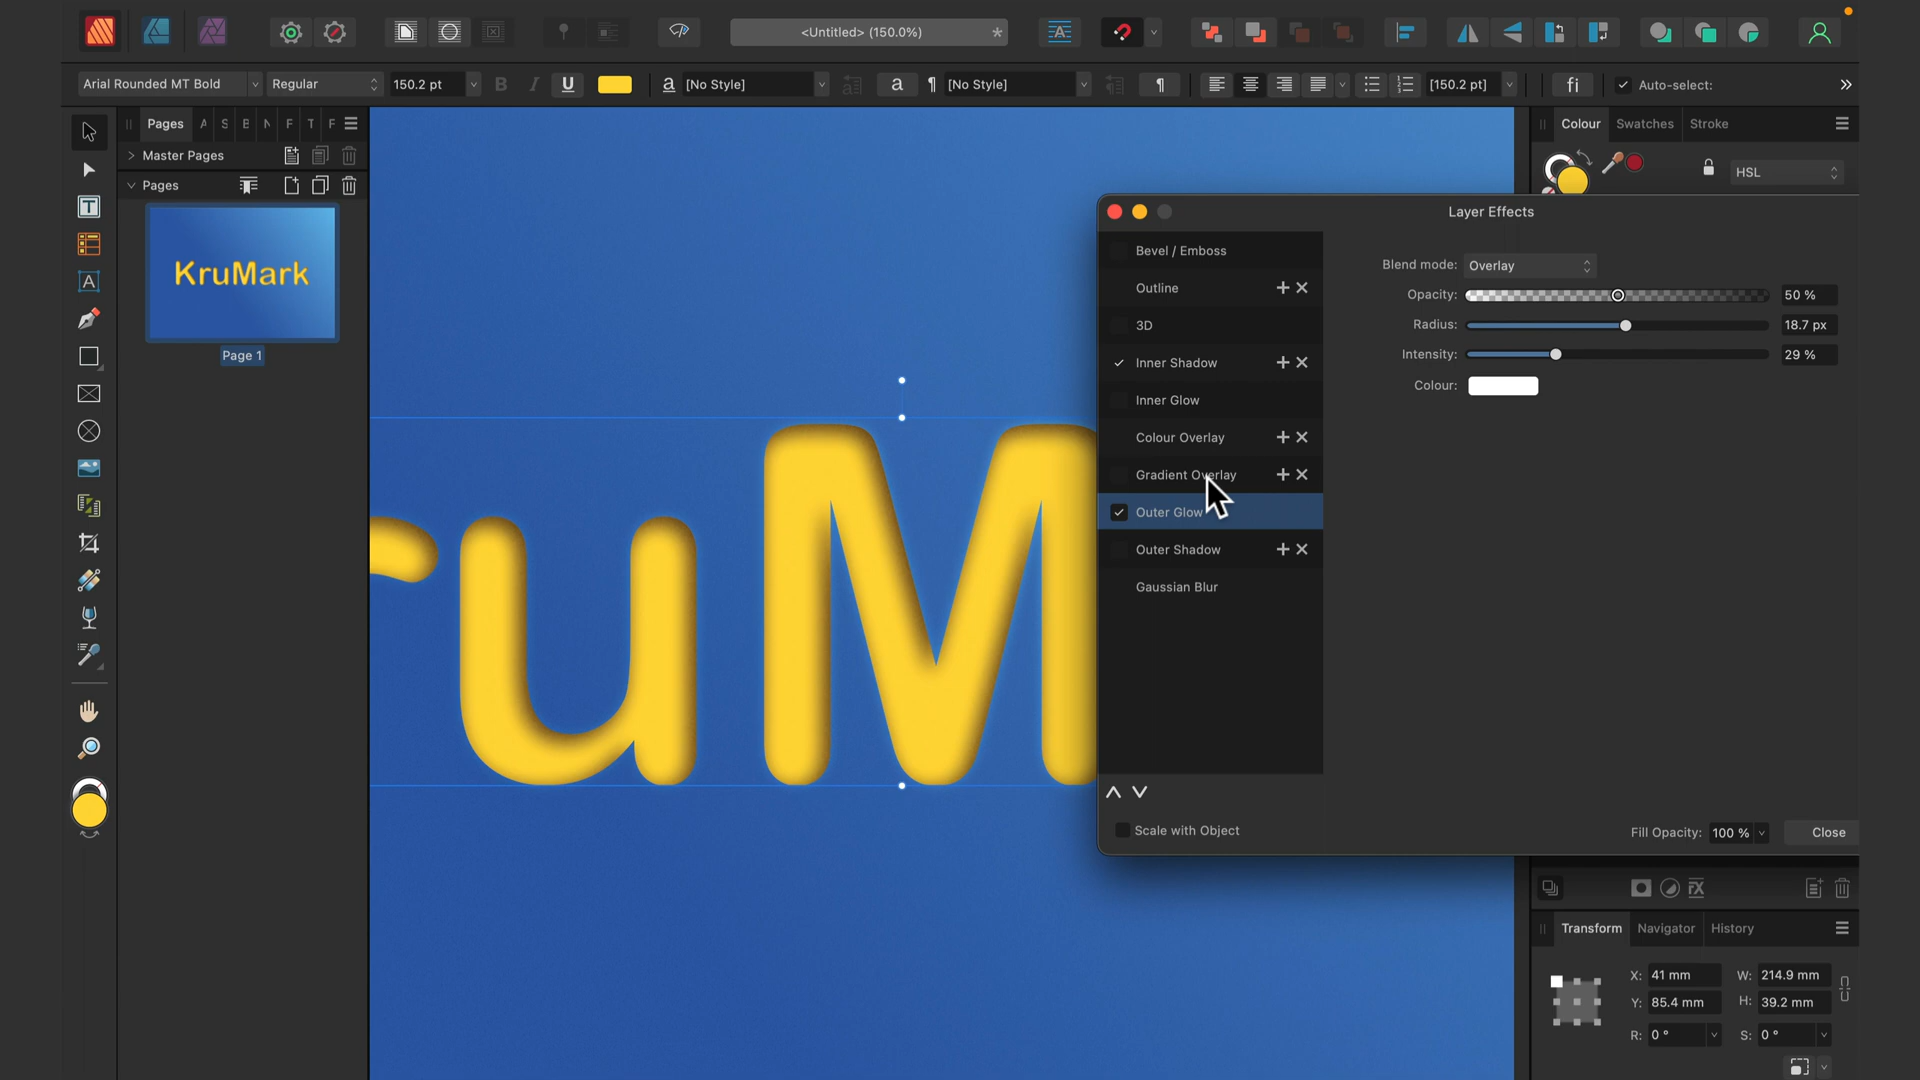 <Untitled> (150.0%)
*
Arial Rounded MT Bold
Regular
150.2 pt
B
I
U
a
[No Style]
a
¶
[No Style]
¶
[150.2 pt]
fi
Auto-select:
Pages
A
S
B
N
F
T
F
Colour
Swatches
Stroke
Master Pages
Pages
HSL
KruMark
Page 1
Layer Effects
Bevel / Emboss
Outline
3D
Inner Shadow
Inner Glow
Colour Overlay
Gradient Overlay
Outer Glow
Outer Shadow
Gaussian Blur
Blend mode: Overlay
Opacity: 50 %
Radius: 18.7 px
Intensity: 29 %
Colour:
ruM
Scale with Object
Fill Opacity: 100 %
Close
Transform
Navigator
History
X: 41 mm
W: 214.9 mm
Y: 85.4 mm
H: 39.2 mm
R: 0 °
S: 0 °